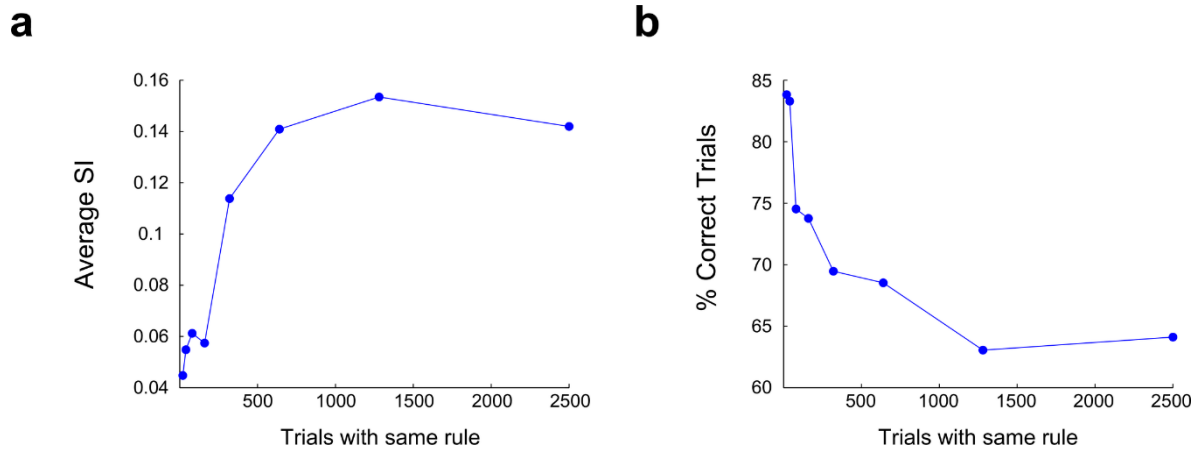 a
0.16
0.14
0.12
0.1
0.08
0.06
0.04
Average SI
500 1000 1500 2000 2500
Trials with same rule
b
85
80
75
70
65
60
% Correct Trials
500 1000 1500 2000 2500
Trials with same rule